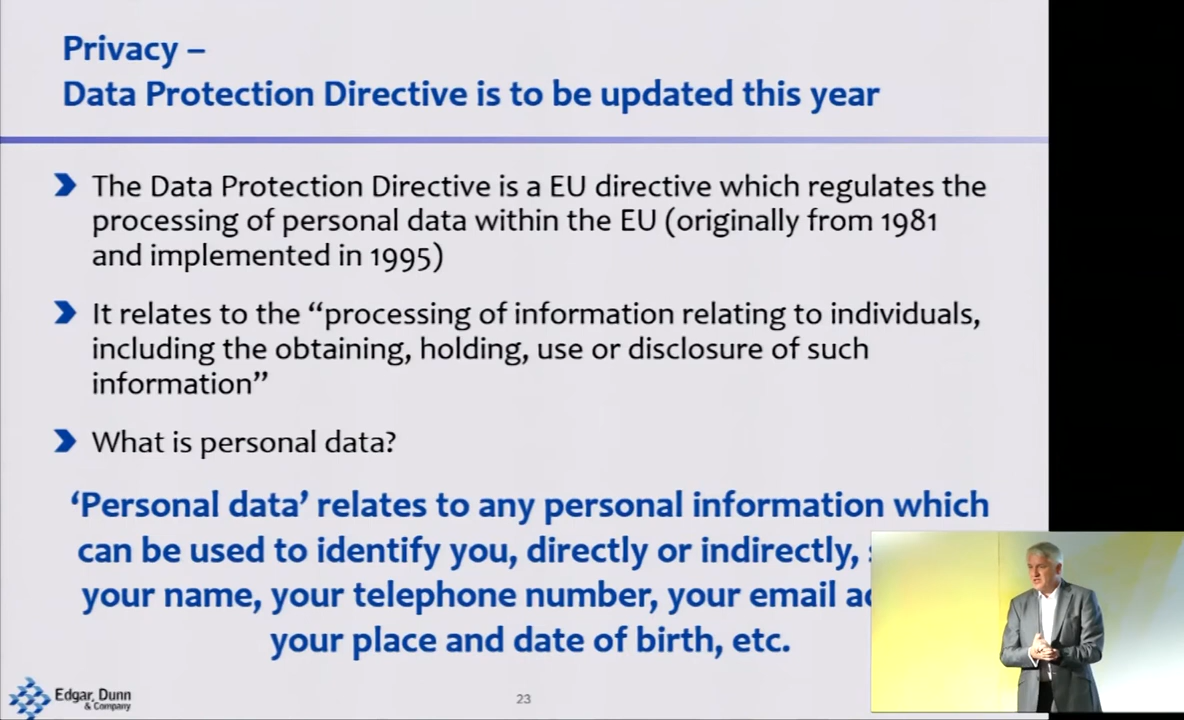 Privacy –
Data Protection Directive is to be updated this year
The Data Protection Directive is a EU directive which regulates the
processing of personal data within the EU (originally from 1981
and implemented in 1995)
It relates to the “processing of information relating to individuals,
including the obtaining, holding, use or disclosure of such
information”
What is personal data?
‘Personal data’ relates to any personal information which
can be used to identify you, directly or indirectly,
your name, your telephone number, your email
your place and date of birth, etc.
Edgar, Dunn
& Company
23